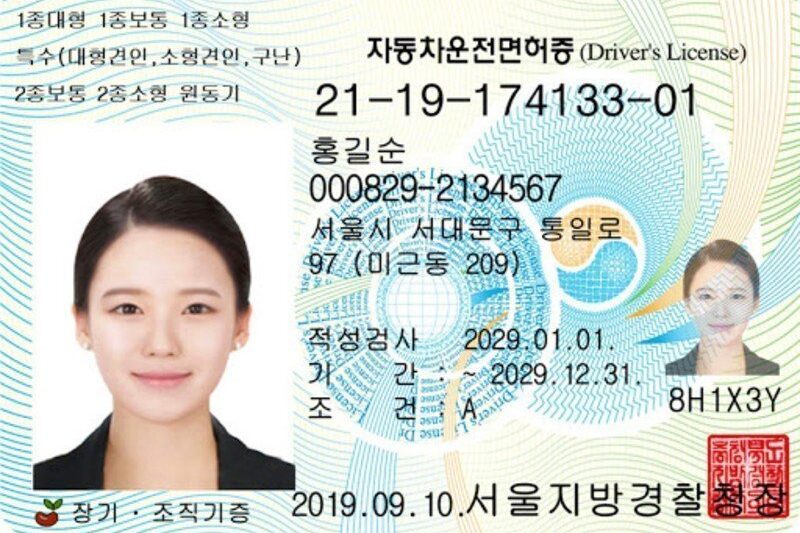 1종대형 1종보통 1종소형
특수(대형견인,소형견인,구난)
2종보통 2종소형 원동기
자동차운전면허증 (Driver's License)
21-19-174133-01
홍길순
000829-2134567
서울시 서대문구 통일로
97 (미근동 209)
적성검사 2029.01.01.
기 간 : ~ 2029.12.31.
조 건 : A
8H1X3Y
장기·조직기증
2019.09.10.서울지방경찰청장